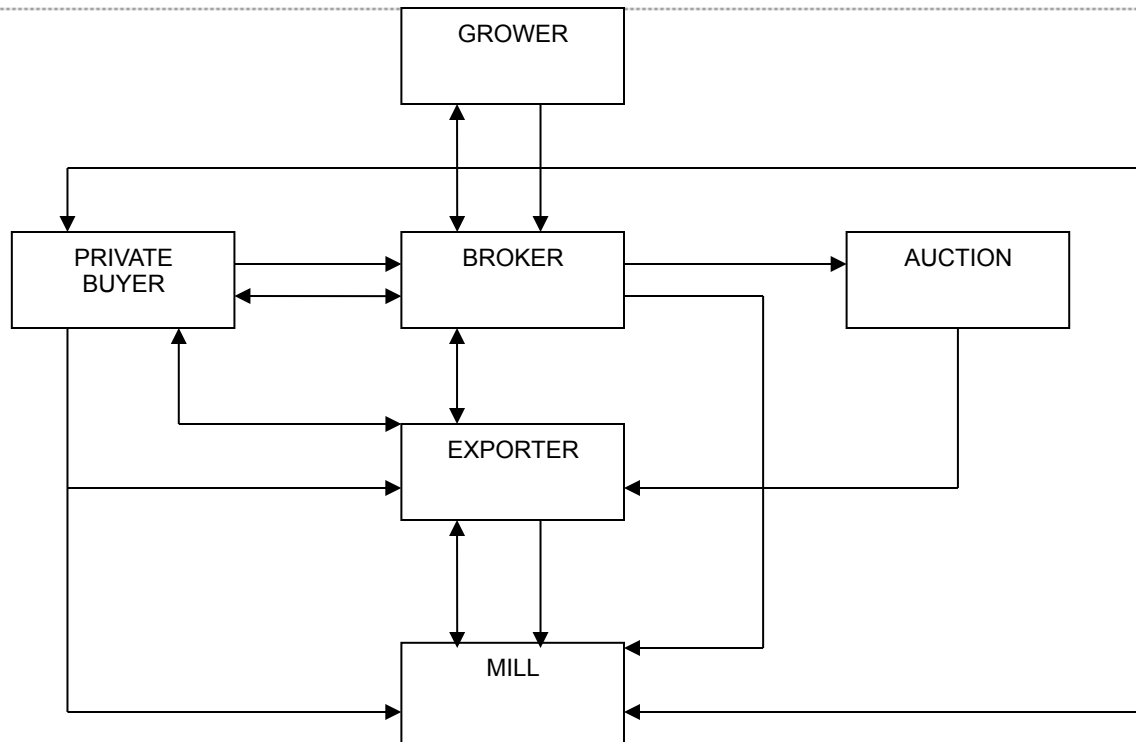 GROWER
PRIVATE
BUYER
BROKER
AUCTION
EXPORTER
MILL